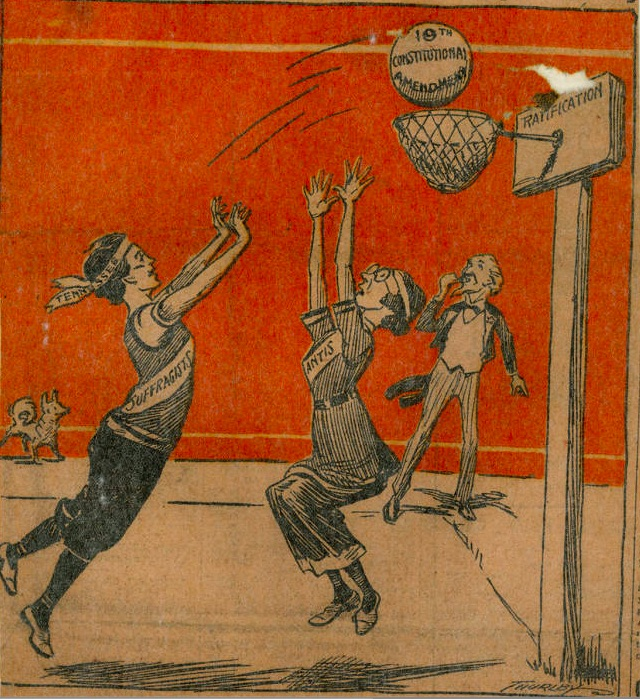 19TH
CONSTITUTIONAL
AMENDMENT
RATIFICATION
TENNESSEE
SUFFRAGISTS
ANTIS